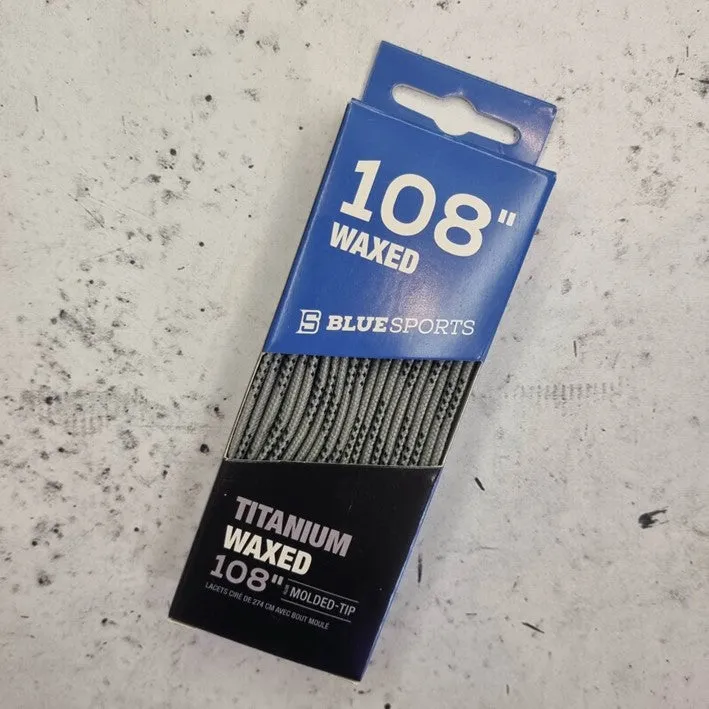 108"
WAXED
BLUESPORTS
TITANIUM
WAXED
108" MOLDED-TIP
LACETS CIRÉ DE 274 CM AVEC BOUT MOULÉ